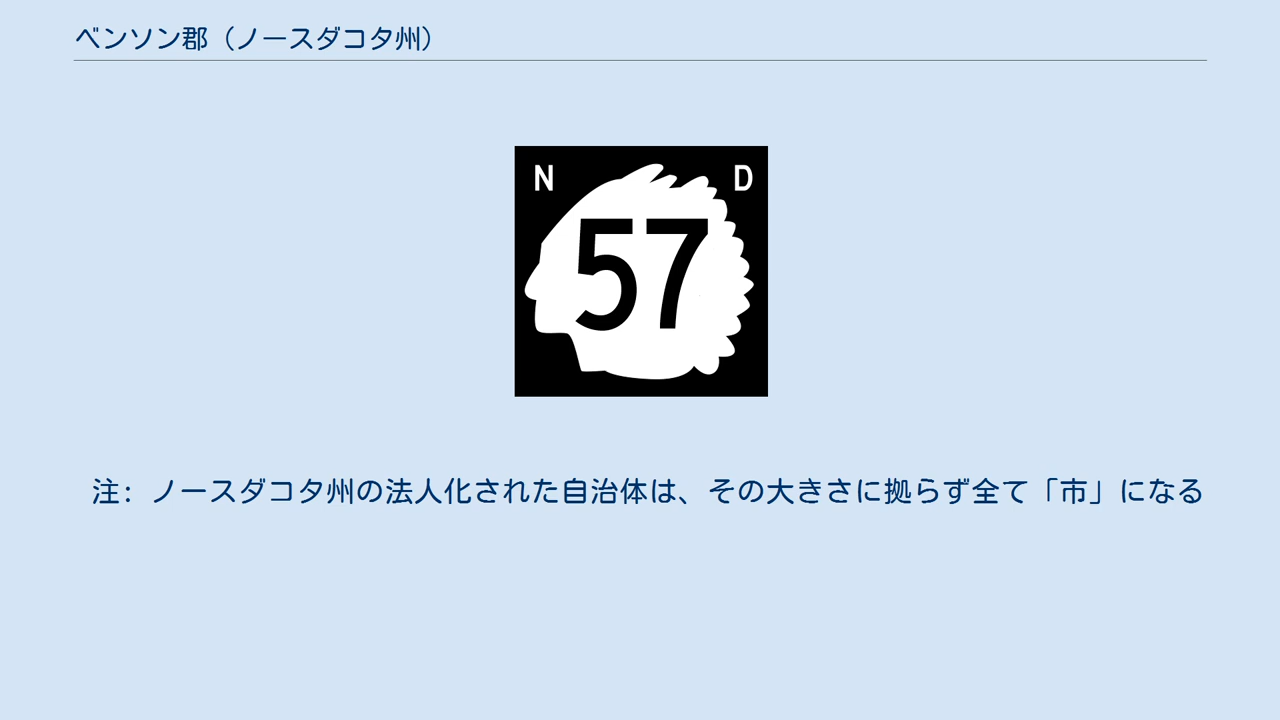 ベンソン郡（ノースダコタ州）
N D
57
注: ノースダコタ州の法人化された自治体は、その大きさに拠らず全て「市」になる